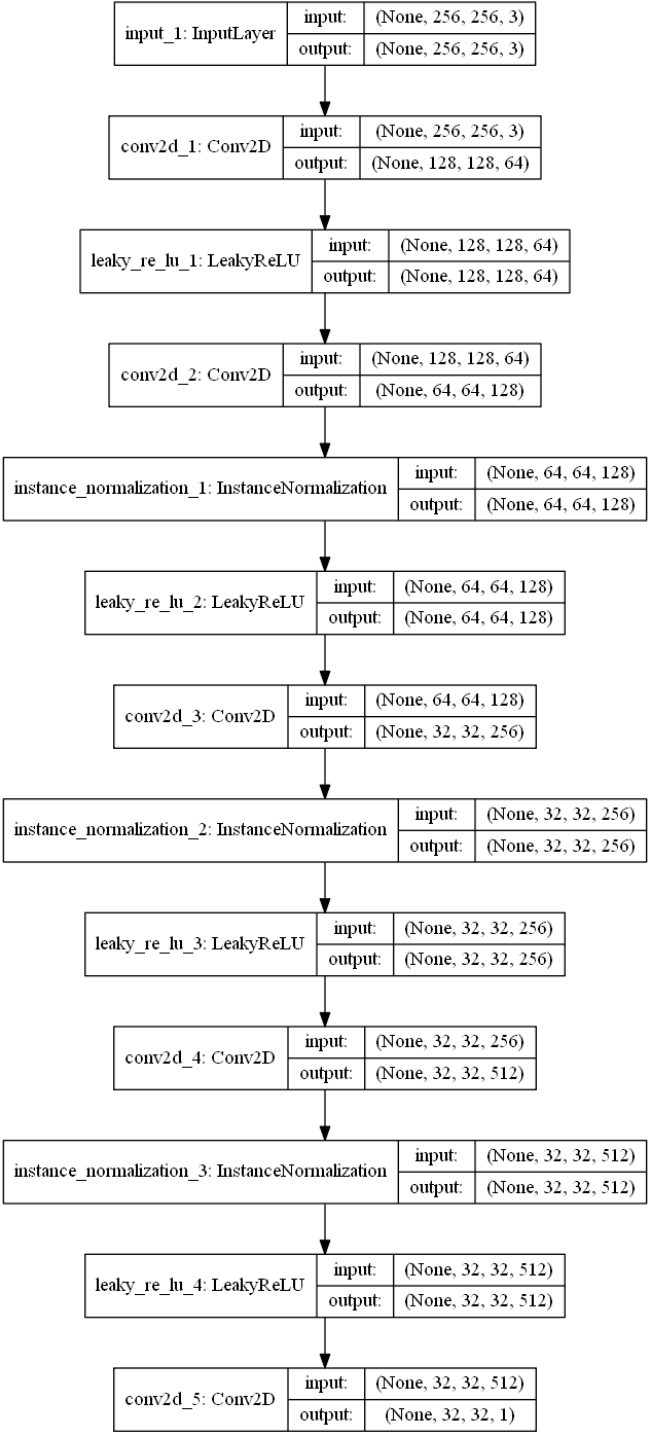 input_1: InputLayer
input: (None, 256, 256, 3)
output: (None, 256, 256, 3)
conv2d_1: Conv2D
input: (None, 256, 256, 3)
output: (None, 128, 128, 64)
leaky_re_lu_1: LeakyReLU
input: (None, 128, 128, 64)
output: (None, 128, 128, 64)
conv2d_2: Conv2D
input: (None, 128, 128, 64)
output: (None, 64, 64, 128)
instance_normalization_1: InstanceNormalization
input: (None, 64, 64, 128)
output: (None, 64, 64, 128)
leaky_re_lu_2: LeakyReLU
input: (None, 64, 64, 128)
output: (None, 64, 64, 128)
conv2d_3: Conv2D
input: (None, 64, 64, 128)
output: (None, 32, 32, 256)
instance_normalization_2: InstanceNormalization
input: (None, 32, 32, 256)
output: (None, 32, 32, 256)
leaky_re_lu_3: LeakyReLU
input: (None, 32, 32, 256)
output: (None, 32, 32, 256)
conv2d_4: Conv2D
input: (None, 32, 32, 256)
output: (None, 32, 32, 512)
instance_normalization_3: InstanceNormalization
input: (None, 32, 32, 512)
output: (None, 32, 32, 512)
leaky_re_lu_4: LeakyReLU
input: (None, 32, 32, 512)
output: (None, 32, 32, 512)
conv2d_5: Conv2D
input: (None, 32, 32, 512)
output: (None, 32, 32, 1)